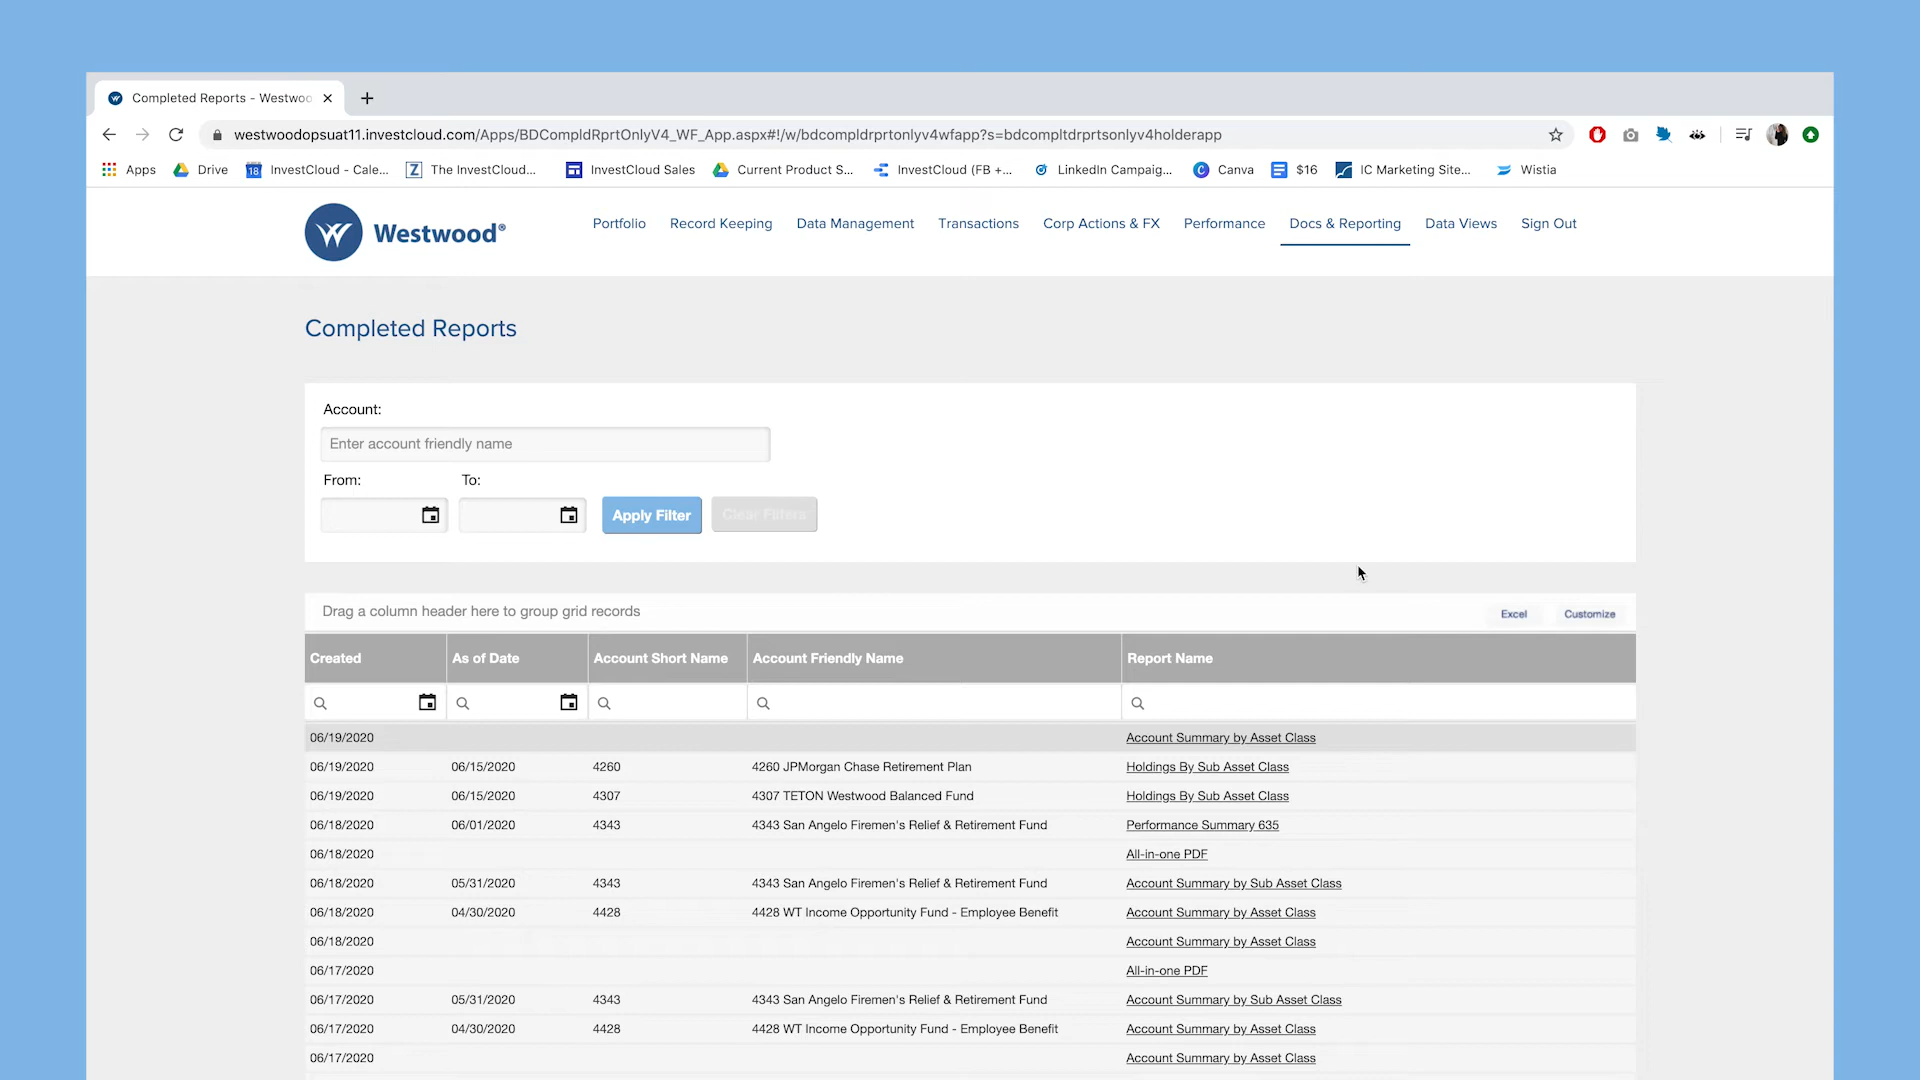 Completed Reports - Westwoo
westwoodopsuat11.investcloud.com/Apps/BDCompldRprtOnlyV4_WF_App.aspx#!/w/bdcompldrprtonlyv4wfapp?s=bdcompltdrprtsonlyv4holderapp
Apps Drive 18 InvestCloud - Cale... Z The InvestCloud... InvestCloud Sales Current Product S... InvestCloud (FB +... LinkedIn Campaig... C Canva $16 IC Marketing Site... Wistia
W Westwood® Portfolio Record Keeping Data Management Transactions Corp Actions & FX Performance Docs & Reporting Data Views Sign Out
Completed Reports
Account:
Enter account friendly name
From: To:
Apply Filter Clear Filters
Drag a column header here to group grid records Excel Customize
Created As of Date Account Short Name Account Friendly Name Report Name
06/19/2020 Account Summary by Asset Class
06/19/2020 06/15/2020 4260 4260 JPMorgan Chase Retirement Plan Holdings By Sub Asset Class
06/19/2020 06/15/2020 4307 4307 TETON Westwood Balanced Fund Holdings By Sub Asset Class
06/18/2020 06/01/2020 4343 4343 San Angelo Firemen's Relief & Retirement Fund Performance Summary 635
06/18/2020 All-in-one PDF
06/18/2020 05/31/2020 4343 4343 San Angelo Firemen's Relief & Retirement Fund Account Summary by Sub Asset Class
06/18/2020 04/30/2020 4428 4428 WT Income Opportunity Fund - Employee Benefit Account Summary by Asset Class
06/18/2020 Account Summary by Asset Class
06/17/2020 All-in-one PDF
06/17/2020 05/31/2020 4343 4343 San Angelo Firemen's Relief & Retirement Fund Account Summary by Sub Asset Class
06/17/2020 04/30/2020 4428 4428 WT Income Opportunity Fund - Employee Benefit Account Summary by Asset Class
06/17/2020 Account Summary by Asset Class